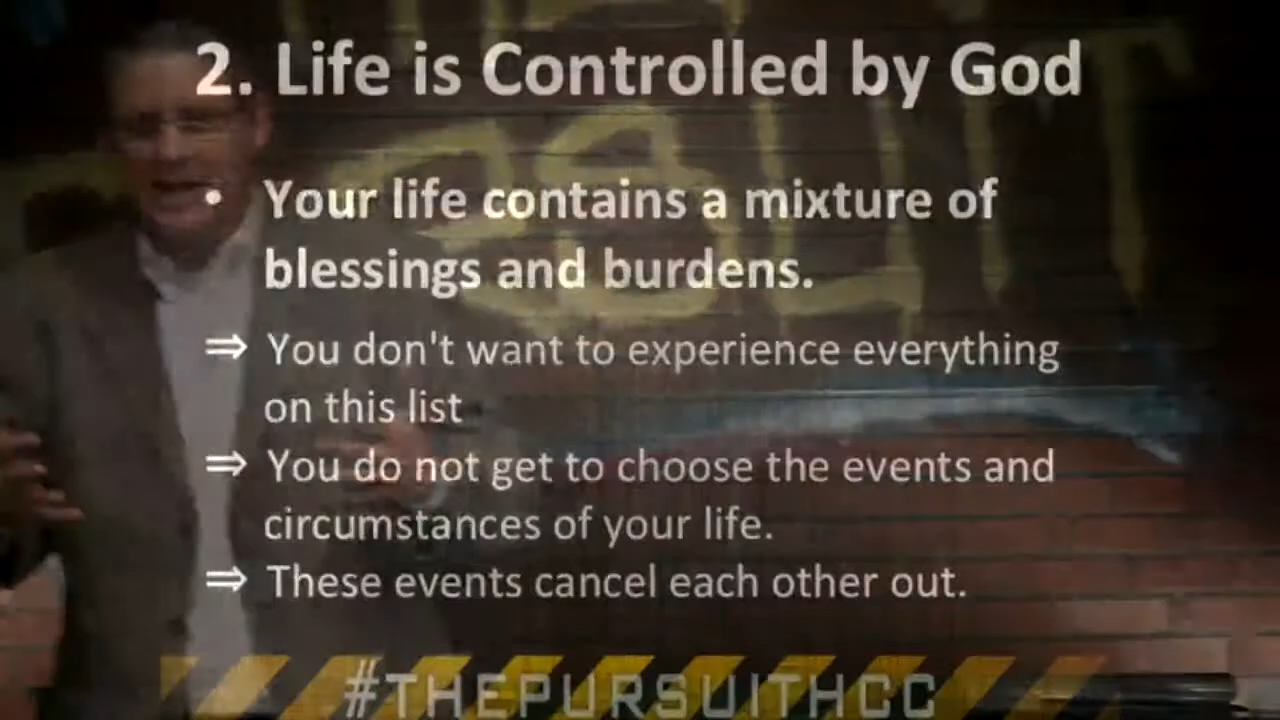 2. Life is Controlled by God
• Your life contains a mixture of
blessings and burdens.
⇒ You don't want to experience everything
on this list
⇒ You do not get to choose the events and
circumstances of your life.
⇒ These events cancel each other out.
#THEPURSUITHCC